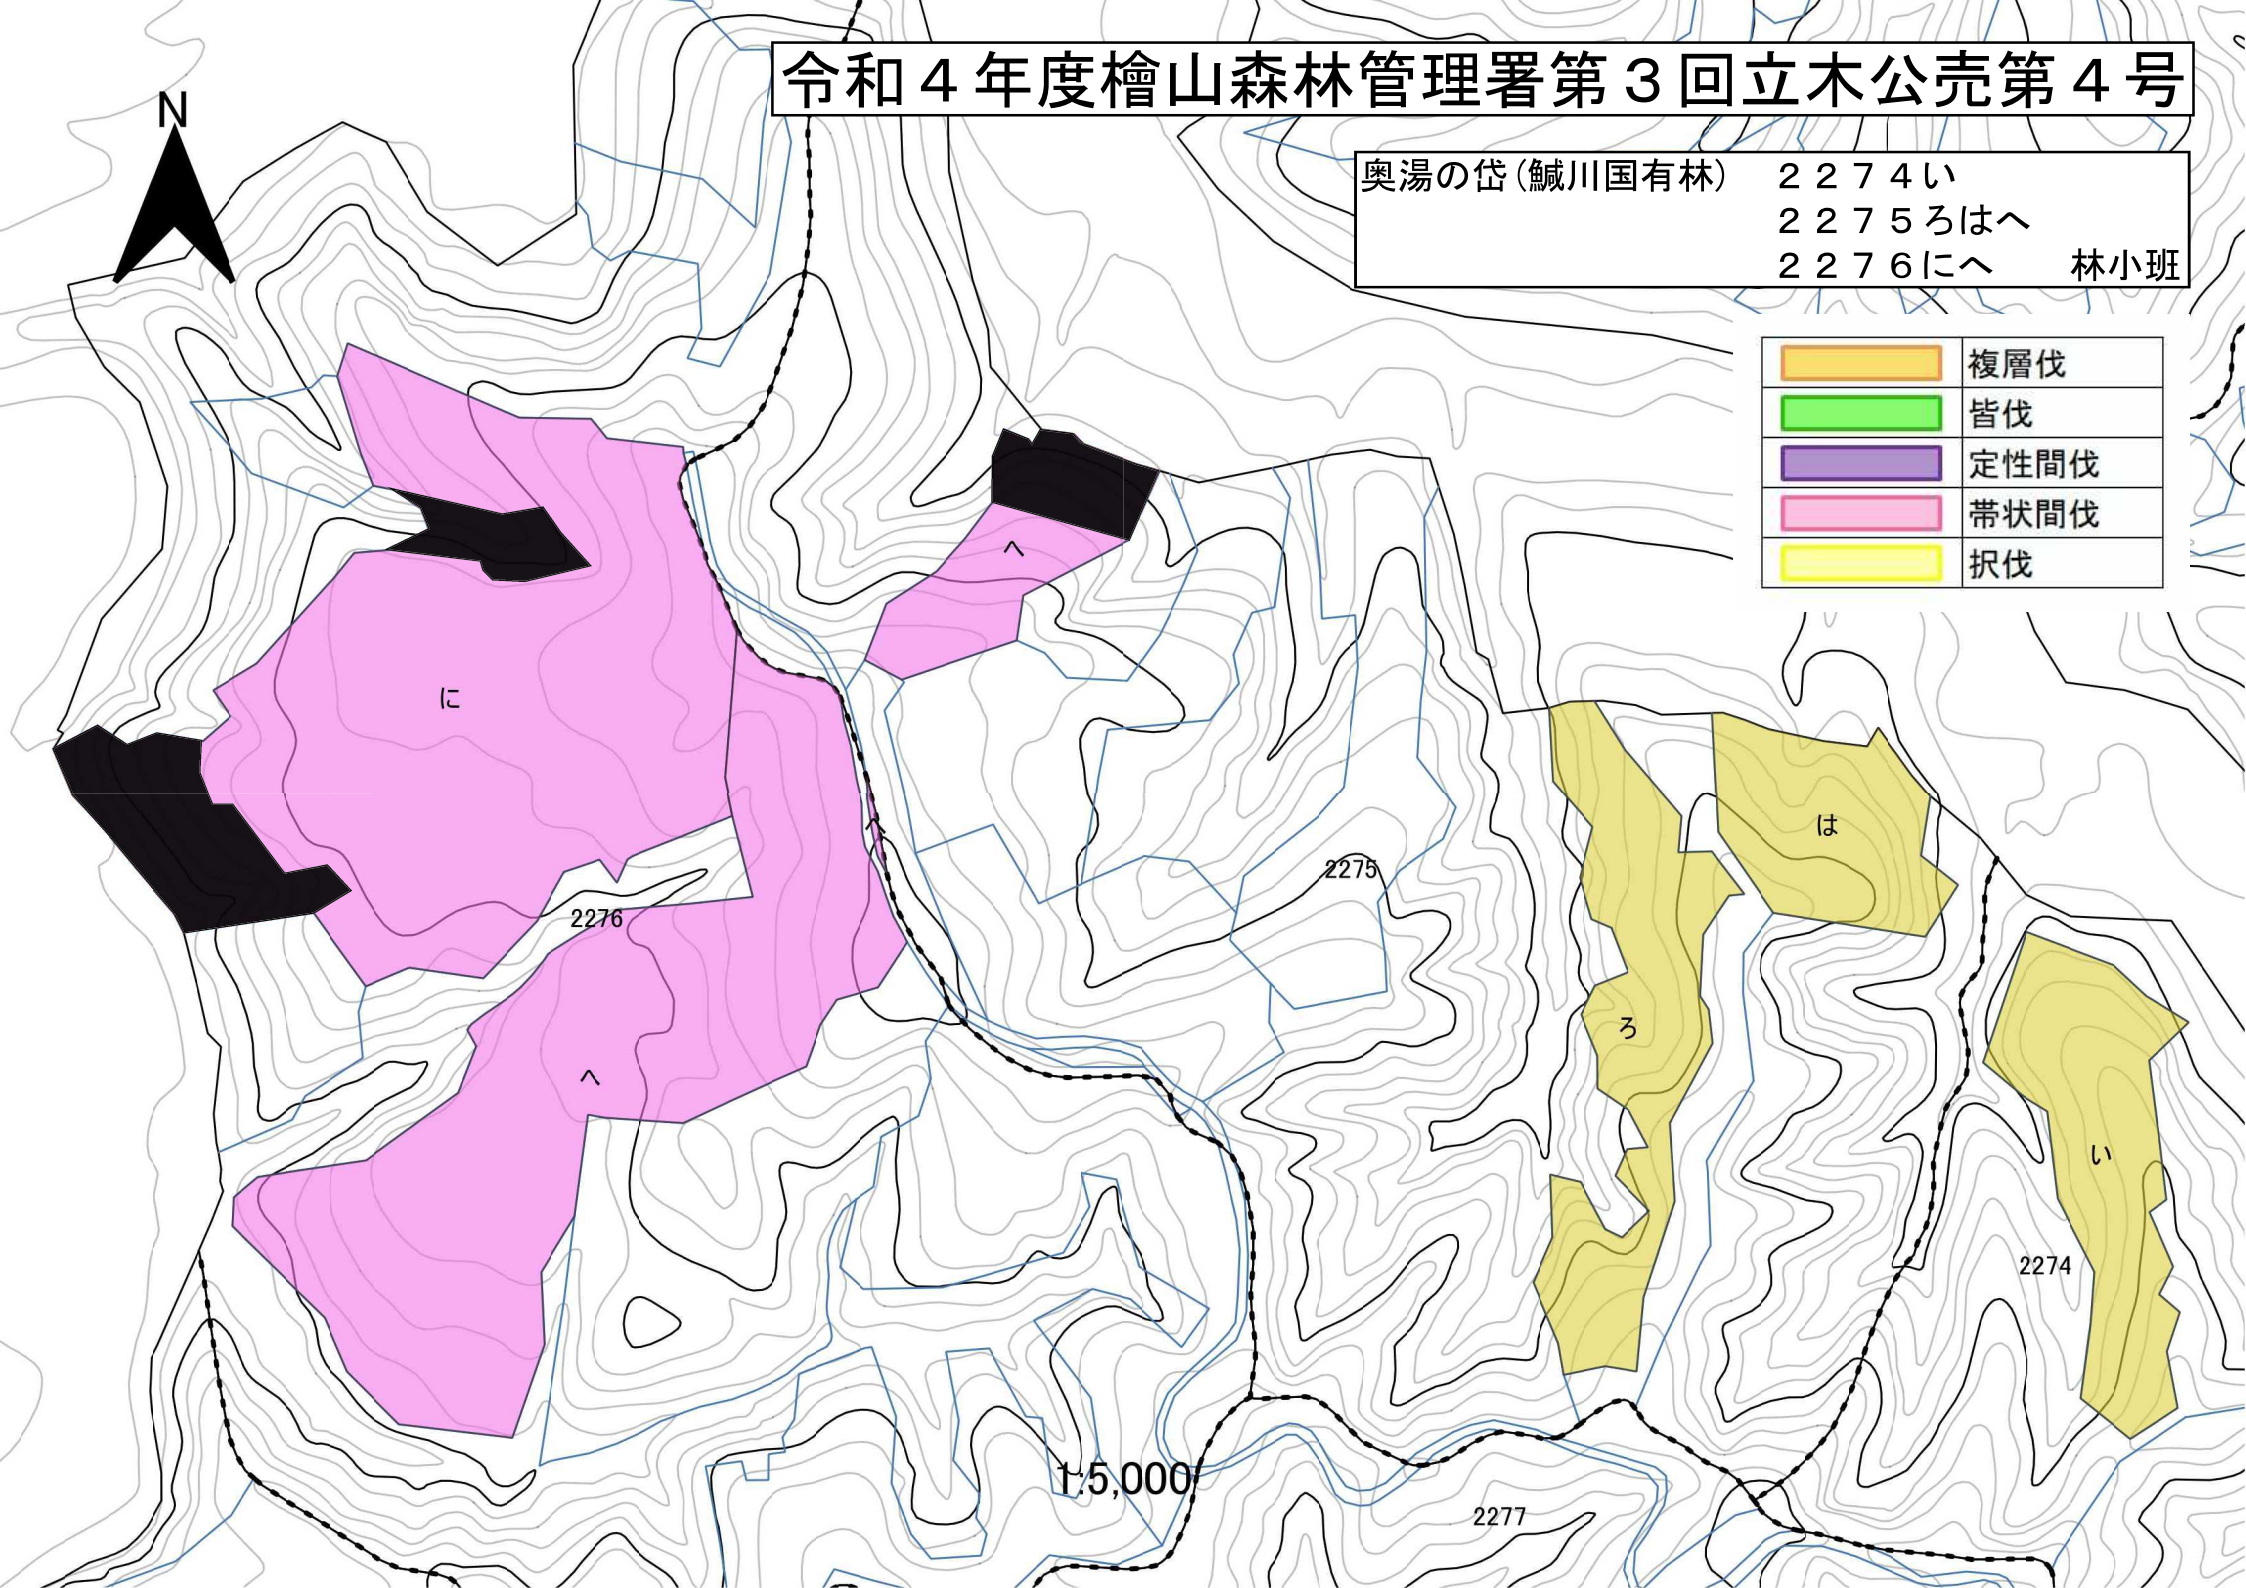 令和４年度檜山森林管理署第３回立木公売第４号
N
奥湯の岱(鰔川国有林)　２２７４い
２２７５ろはへ
２２７６にへ　　林小班
複層伐
皆伐
定性間伐
帯状間伐
択伐
へ
に
へ
は
2275
2276
ろ
へ
い
2274
1:5,000
2277